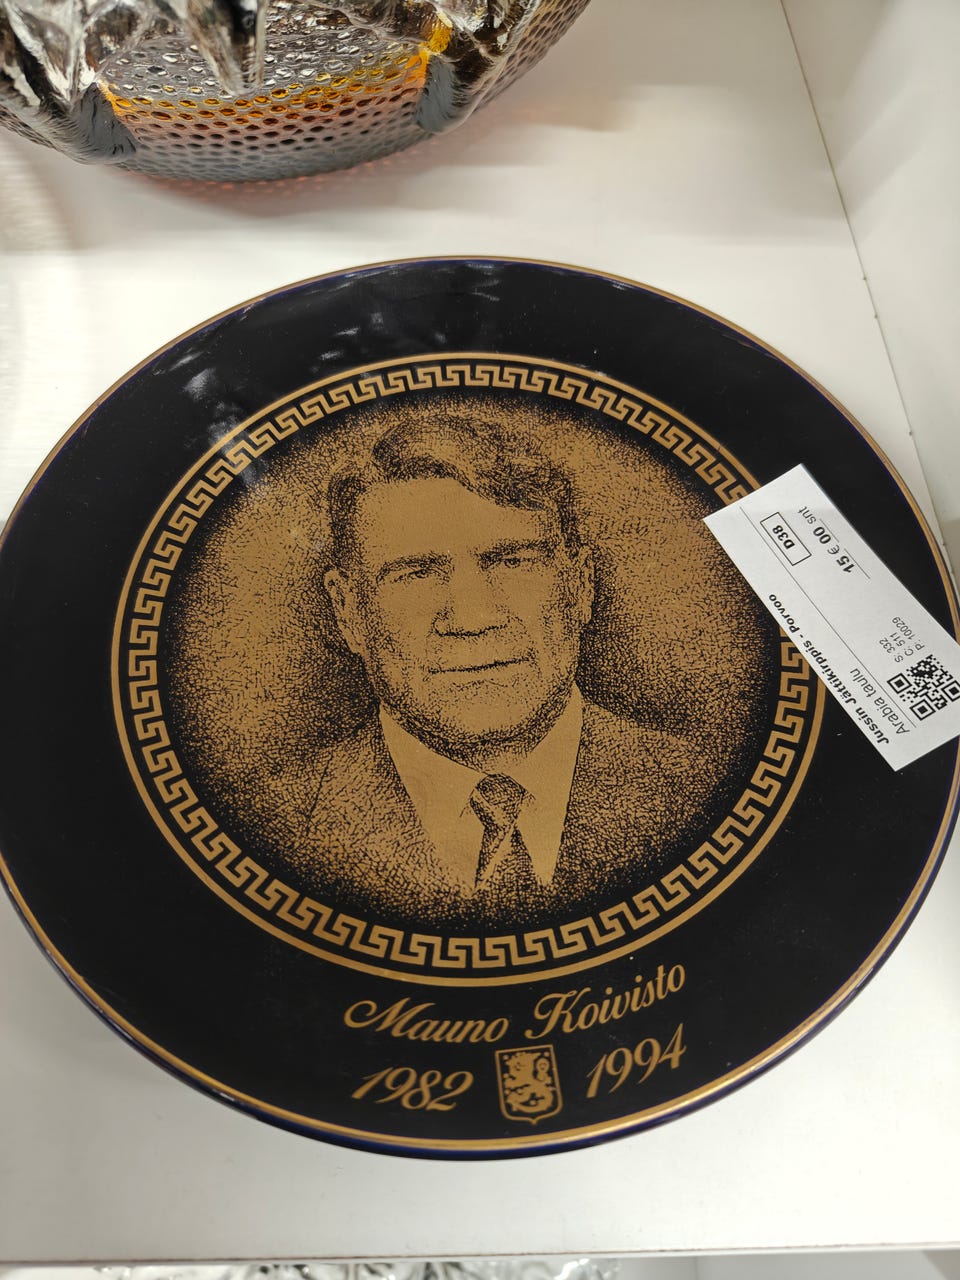 Mauno Koivisto
1982 1994
Jussin Jättikirppis - Porvoo
Arabia taulu
S. 332
C. 511
P. 10029
D38
15 € 00 snt